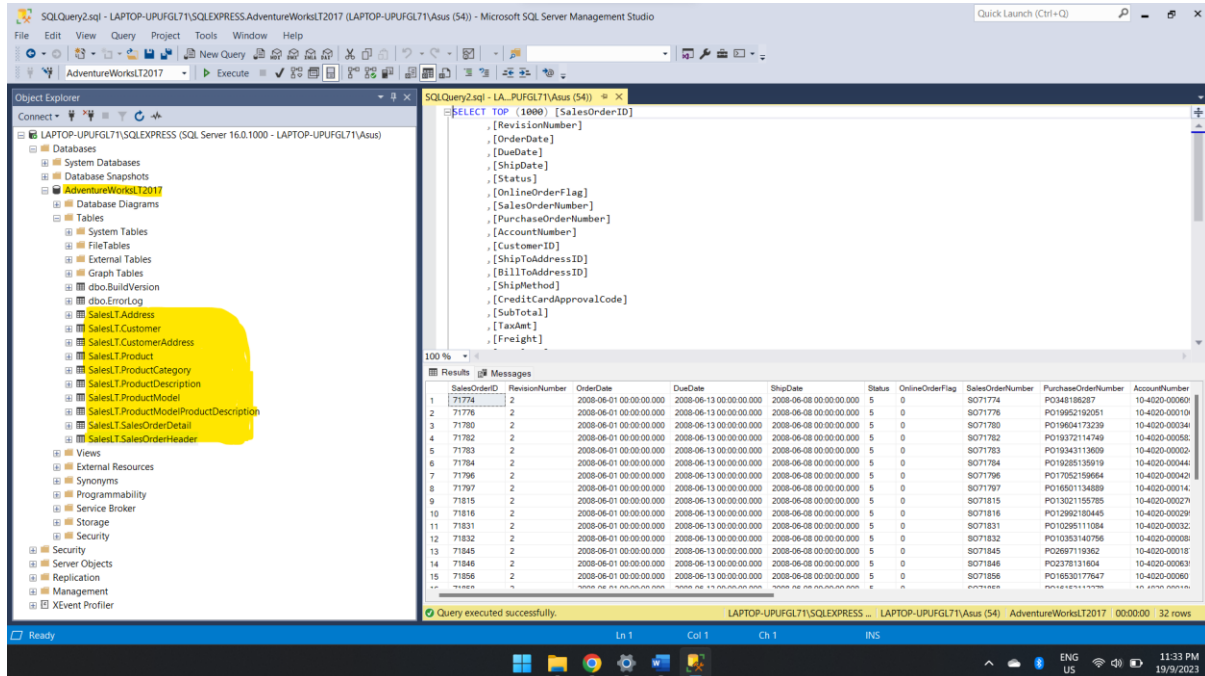 SQLQuery2.sql - LAPTOP-UPUFGL71\SQLEXPRESS.AdventureWorksLT2017 (LAPTOP-UPUFGL71\Asus (54)) - Microsoft SQL Server Management Studio
Quick Launch (Ctrl+Q)
File Edit View Query Project Tools Window Help
New Query
AdventureWorksLT2017 Execute
Object Explorer
Connect
LAPTOP-UPUFGL71\SQLEXPRESS (SQL Server 16.0.1000 - LAPTOP-UPUFGL71\Asus)
Databases
System Databases
Database Snapshots
AdventureWorksLT2017
Database Diagrams
Tables
System Tables
FileTables
External Tables
Graph Tables
dbo.BuildVersion
dbo.ErrorLog
SalesLT.Address
SalesLT.Customer
SalesLT.CustomerAddress
SalesLT.Product
SalesLT.ProductCategory
SalesLT.ProductDescription
SalesLT.ProductModel
SalesLT.ProductModelProductDescription
SalesLT.SalesOrderDetail
SalesLT.SalesOrderHeader
Views
External Resources
Synonyms
Programmability
Service Broker
Storage
Security
Security
Server Objects
Replication
Management
XEvent Profiler
SQLQuery2.sql - LA...PUFGL71\Asus (54))
SELECT TOP (1000) [SalesOrderID]
,[RevisionNumber]
,[OrderDate]
,[DueDate]
,[ShipDate]
,[Status]
,[OnlineOrderFlag]
,[SalesOrderNumber]
,[PurchaseOrderNumber]
,[AccountNumber]
,[CustomerID]
,[ShipToAddressID]
,[BillToAddressID]
,[ShipMethod]
,[CreditCardApprovalCode]
,[SubTotal]
,[TaxAmt]
,[Freight]
100 %
Results Messages
SalesOrderID RevisionNumber OrderDate DueDate ShipDate Status OnlineOrderFlag SalesOrderNumber PurchaseOrderNumber AccountNumber
1 71774 2 2008-06-01 00:00:00.000 2008-06-13 00:00:00.000 2008-06-08 00:00:00.000 5 0 SO71774 PO348186287
2 71776 2 2008-06-01 00:00:00.000 2008-06-13 00:00:00.000 2008-06-08 00:00:00.000 5 0 SO71776 PO19952192051
3 71780 2 2008-06-01 00:00:00.000 2008-06-13 00:00:00.000 2008-06-08 00:00:00.000 5 0 SO71780 PO19604173239
4 71782 2 2008-06-01 00:00:00.000 2008-06-13 00:00:00.000 2008-06-08 00:00:00.000 5 0 SO71782 PO19372114749
5 71783 2 2008-06-01 00:00:00.000 2008-06-13 00:00:00.000 2008-06-08 00:00:00.000 5 0 SO71783 PO19343113609
6 71784 2 2008-06-01 00:00:00.000 2008-06-13 00:00:00.000 2008-06-08 00:00:00.000 5 0 SO71784 PO19285135919
7 71796 2 2008-06-01 00:00:00.000 2008-06-13 00:00:00.000 2008-06-08 00:00:00.000 5 0 SO71796 PO17052159664
8 71797 2 2008-06-01 00:00:00.000 2008-06-13 00:00:00.000 2008-06-08 00:00:00.000 5 0 SO71797 PO16501134889
9 71815 2 2008-06-01 00:00:00.000 2008-06-13 00:00:00.000 2008-06-08 00:00:00.000 5 0 SO71815 PO13021155785
10 71816 2 2008-06-01 00:00:00.000 2008-06-13 00:00:00.000 2008-06-08 00:00:00.000 5 0 SO71816 PO12992180445
11 71831 2 2008-06-01 00:00:00.000 2008-06-13 00:00:00.000 2008-06-08 00:00:00.000 5 0 SO71831 PO10295111084
12 71832 2 2008-06-01 00:00:00.000 2008-06-13 00:00:00.000 2008-06-08 00:00:00.000 5 0 SO71832 PO10353140756
13 71845 2 2008-06-01 00:00:00.000 2008-06-13 00:00:00.000 2008-06-08 00:00:00.000 5 0 SO71845 PO2697119362
14 71846 2 2008-06-01 00:00:00.000 2008-06-13 00:00:00.000 2008-06-08 00:00:00.000 5 0 SO71846 PO2378131604
15 71856 2 2008-06-01 00:00:00.000 2008-06-13 00:00:00.000 2008-06-08 00:00:00.000 5 0 SO71856 PO16530177647 10-4020-00060
Query executed successfully. LAPTOP-UPUFGL71\SQLEXPRESS ... LAPTOP-UPUFGL71\Asus (54) AdventureWorksLT2017 00:00:00 32 rows
Ready Ln 1 Col 1 Ch 1 INS
ENG
US
11:33 PM
19/9/2023